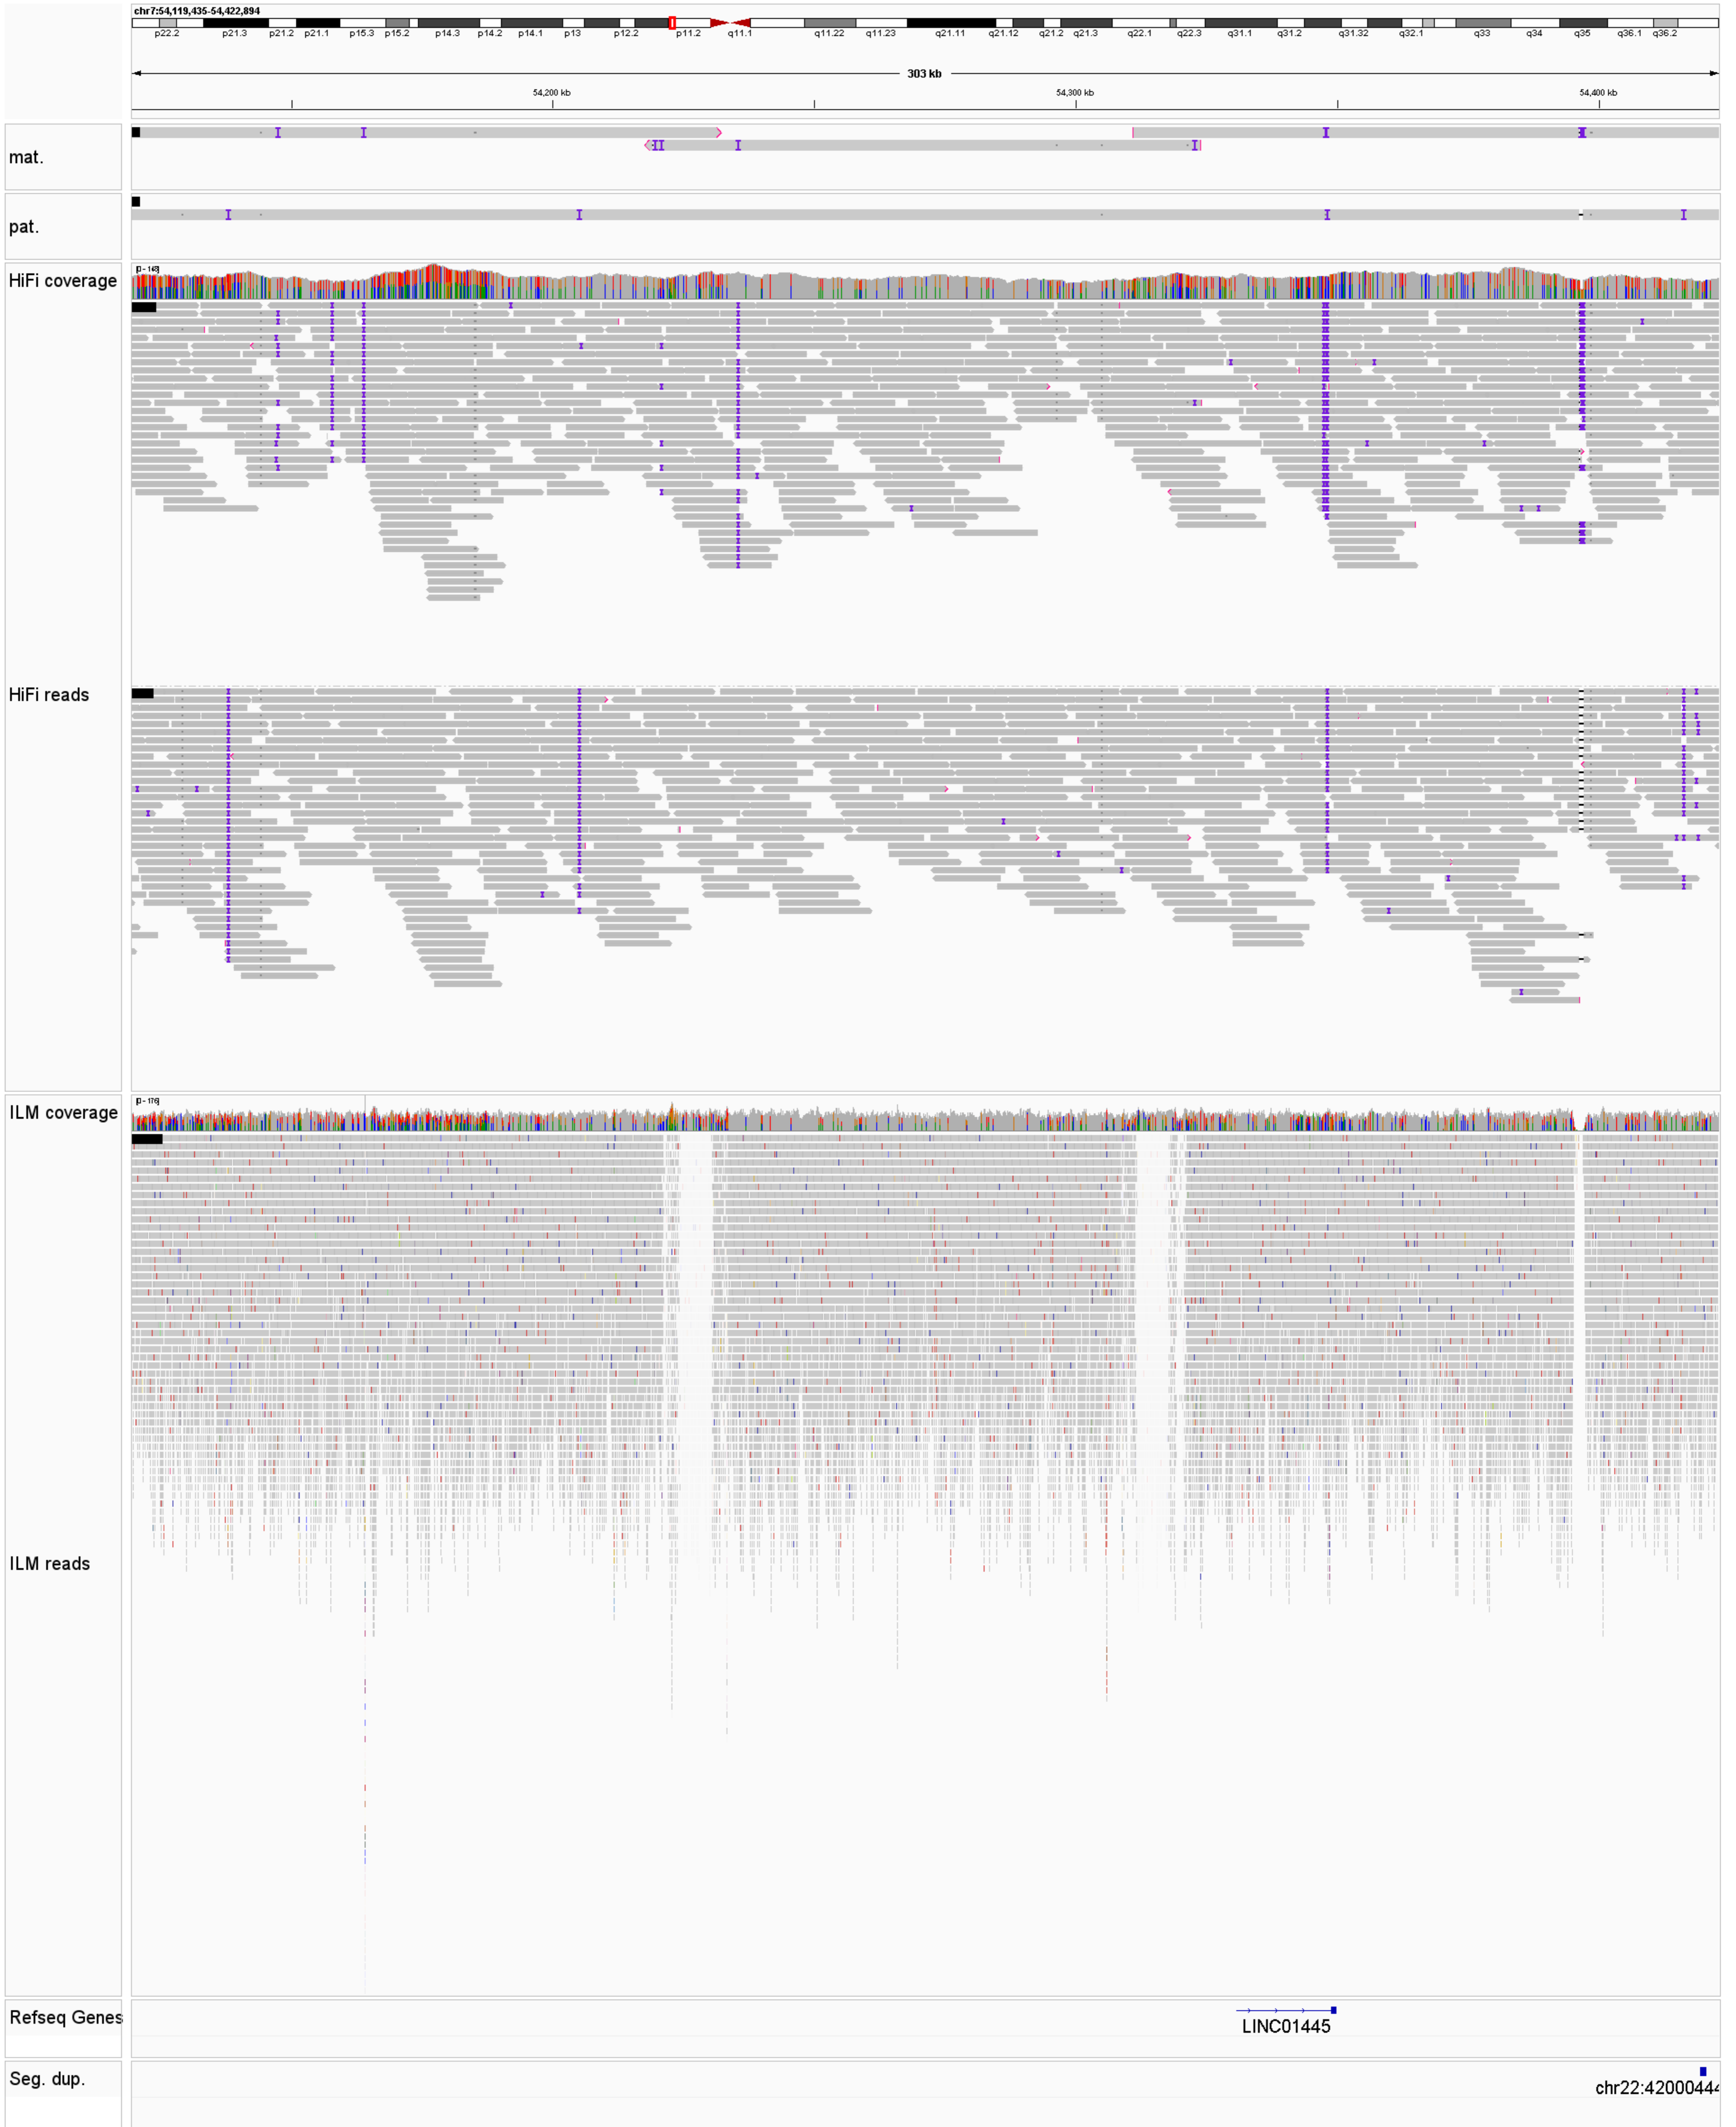 chr7:54,119,435-54,422,894
p22.2 p21.3 p21.2 p21.1 p15.3 p15.2 p14.3 p14.2 p14.1 p13 p12.2 p11.2 q11.1 q11.22 q11.23 q21.11 q21.12 q21.2 q21.3 q22.1 q22.3 q31.1 q31.2 q31.32 q32.1 q33 q34 q35 q36.1 q36.2
303 kb
54,200 kb 54,300 kb 54,400 kb
mat.
pat.
HiFi coverage
HiFi reads
ILM coverage
[0 - 176]
ILM reads
Refseq Genes
LINC01445
Seg. dup.
chr22:42000444